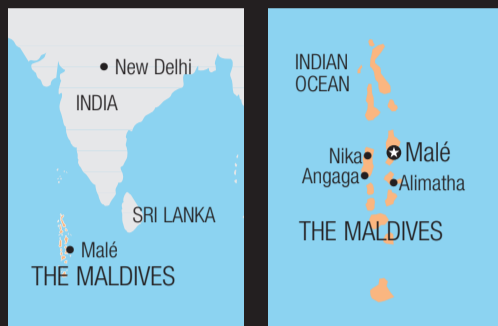 New Delhi
INDIA
SRI LANKA
Malé
THE MALDIVES
INDIAN
OCEAN
Nika
Malé
Angaga
Alimatha
THE MALDIVES